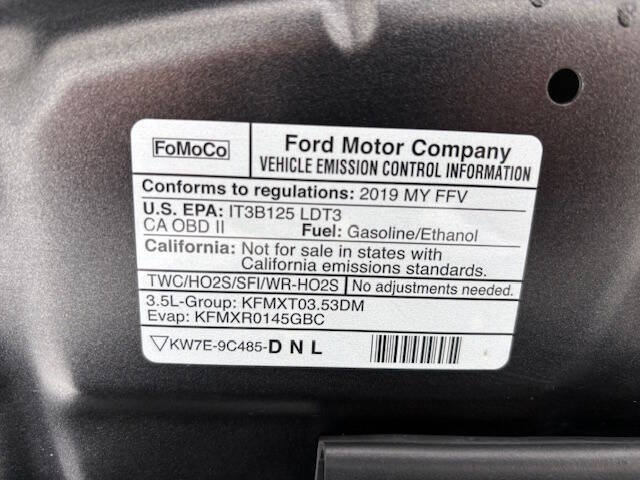 FoMoCo
Ford Motor Company
VEHICLE EMISSION CONTROL INFORMATION
Conforms to regulations: 2019 MY FFV
U.S. EPA: IT3B125 LDT3
CA OBD II Fuel: Gasoline/Ethanol
California: Not for sale in states with
California emissions standards.
TWC/HO2S/SFI/WR-HO2S No adjustments needed.
3.5L-Group: KFMXT03.53DM
Evap: KFMXR0145GBC
KW7E-9C485-DNL